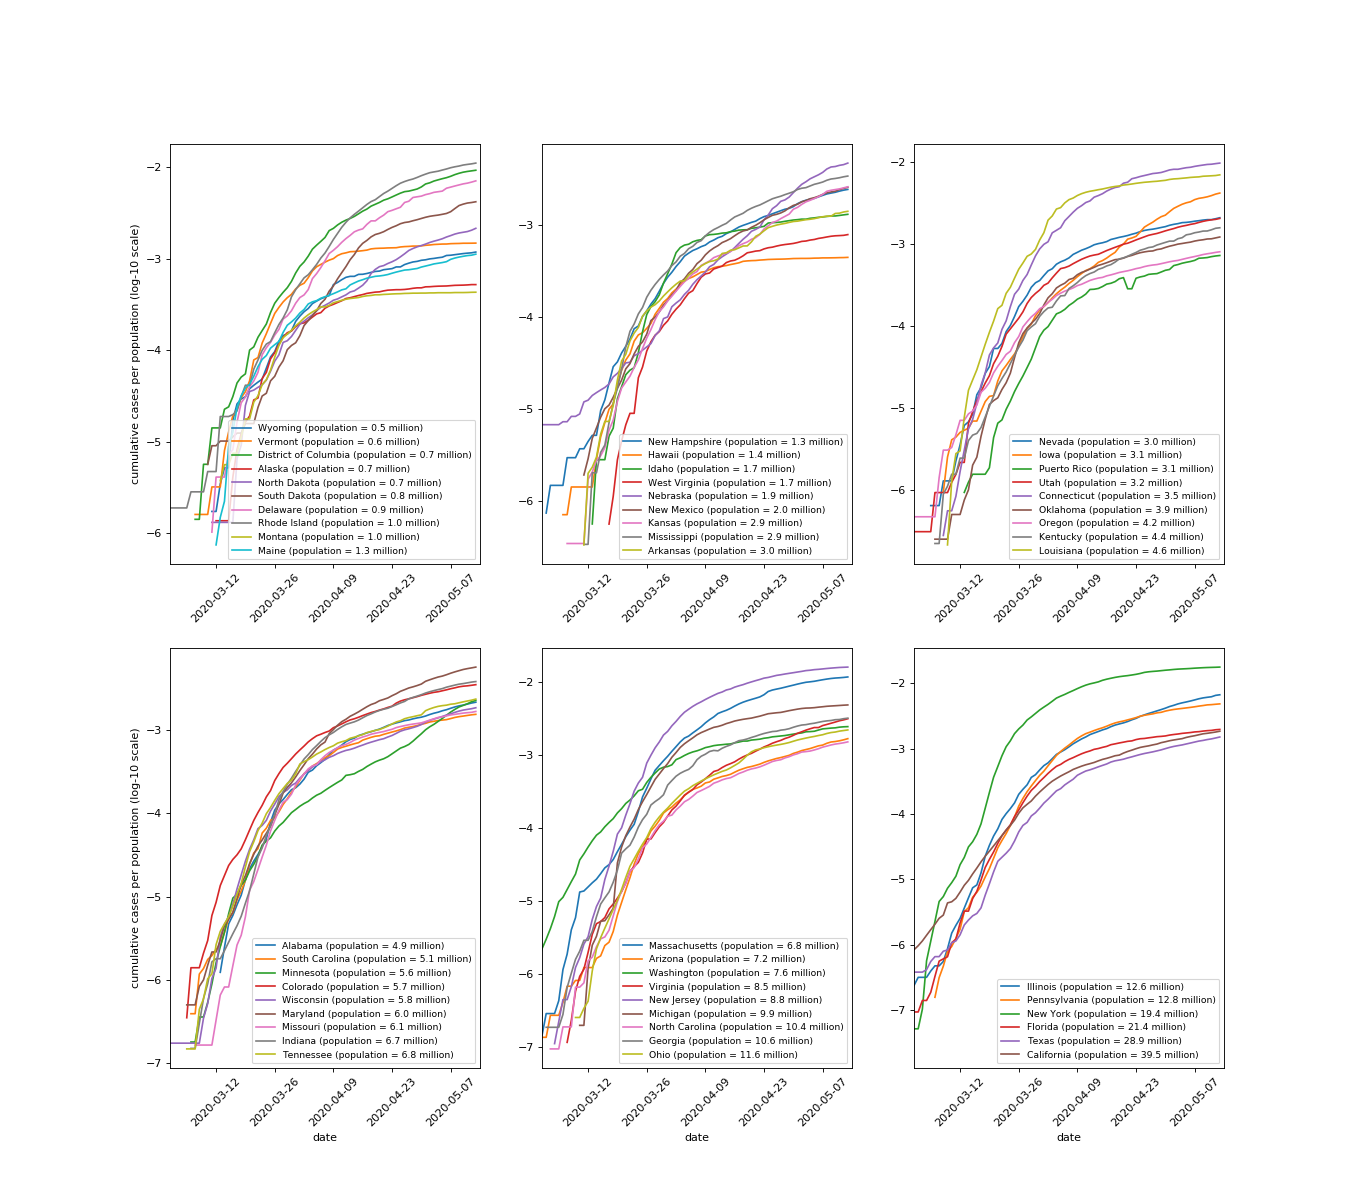 cumulative cases per population (log-10 scale)
−2
−3
−4
−5
−6
Wyoming (population = 0.5 million)
Vermont (population = 0.6 million)
District of Columbia (population = 0.7 million)
Alaska (population = 0.7 million)
North Dakota (population = 0.7 million)
South Dakota (population = 0.8 million)
Delaware (population = 0.9 million)
Rhode Island (population = 1.0 million)
Montana (population = 1.0 million)
Maine (population = 1.3 million)
2020-03-12
2020-03-26
2020-04-09
2020-04-23
2020-05-07
−3
−4
−5
−6
New Hampshire (population = 1.3 million)
Hawaii (population = 1.4 million)
Idaho (population = 1.7 million)
West Virginia (population = 1.7 million)
Nebraska (population = 1.9 million)
New Mexico (population = 2.0 million)
Kansas (population = 2.9 million)
Mississippi (population = 2.9 million)
Arkansas (population = 3.0 million)
2020-03-12
2020-03-26
2020-04-09
2020-04-23
2020-05-07
−2
−3
−4
−5
−6
Nevada (population = 3.0 million)
Iowa (population = 3.1 million)
Puerto Rico (population = 3.1 million)
Utah (population = 3.2 million)
Connecticut (population = 3.5 million)
Oklahoma (population = 3.9 million)
Oregon (population = 4.2 million)
Kentucky (population = 4.4 million)
Louisiana (population = 4.6 million)
2020-03-12
2020-03-26
2020-04-09
2020-04-23
2020-05-07
cumulative cases per population (log-10 scale)
−3
−4
−5
−6
−7
Alabama (population = 4.9 million)
South Carolina (population = 5.1 million)
Minnesota (population = 5.6 million)
Colorado (population = 5.7 million)
Wisconsin (population = 5.8 million)
Maryland (population = 6.0 million)
Missouri (population = 6.1 million)
Indiana (population = 6.7 million)
Tennessee (population = 6.8 million)
2020-03-12
2020-03-26
2020-04-09
2020-04-23
2020-05-07
date
−2
−3
−4
−5
−6
−7
Massachusetts (population = 6.8 million)
Arizona (population = 7.2 million)
Washington (population = 7.6 million)
Virginia (population = 8.5 million)
New Jersey (population = 8.8 million)
Michigan (population = 9.9 million)
North Carolina (population = 10.4 million)
Georgia (population = 10.6 million)
Ohio (population = 11.6 million)
2020-03-12
2020-03-26
2020-04-09
2020-04-23
2020-05-07
date
−2
−3
−4
−5
−6
−7
Illinois (population = 12.6 million)
Pennsylvania (population = 12.8 million)
New York (population = 19.4 million)
Florida (population = 21.4 million)
Texas (population = 28.9 million)
California (population = 39.5 million)
2020-03-12
2020-03-26
2020-04-09
2020-04-23
2020-05-07
date